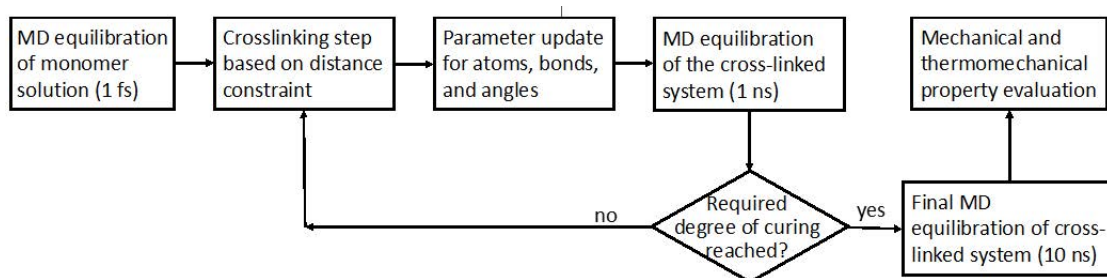 MD equilibration
of monomer
solution (1 fs)
Crosslinking step
based on distance
constraint
Parameter update
for atoms, bonds,
and angles
MD equilibration
of the cross-linked
system (1 ns)
Mechanical and
thermomechanical
property evaluation
Required
degree of curing
reached?
no
yes
Final MD
equilibration of cross-
linked system (10 ns)